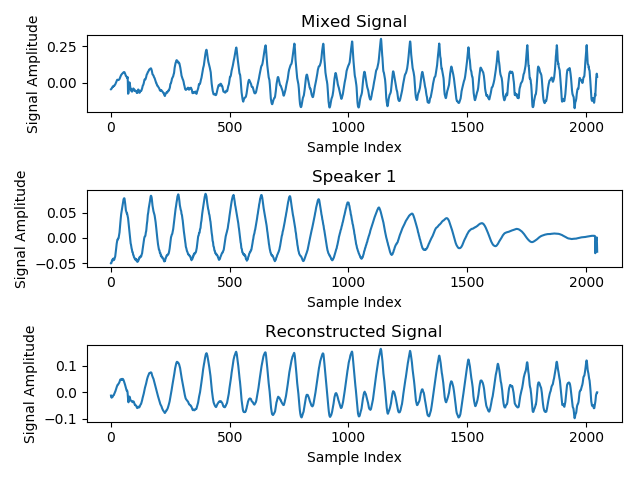 Mixed Signal
Signal Amplitude
0.25
0.00
0 500 1000 1500 2000
Sample Index
Speaker 1
Signal Amplitude
0.05
0.00
−0.05
0 500 1000 1500 2000
Sample Index
Reconstructed Signal
Signal Amplitude
0.1
0.0
−0.1
0 500 1000 1500 2000
Sample Index